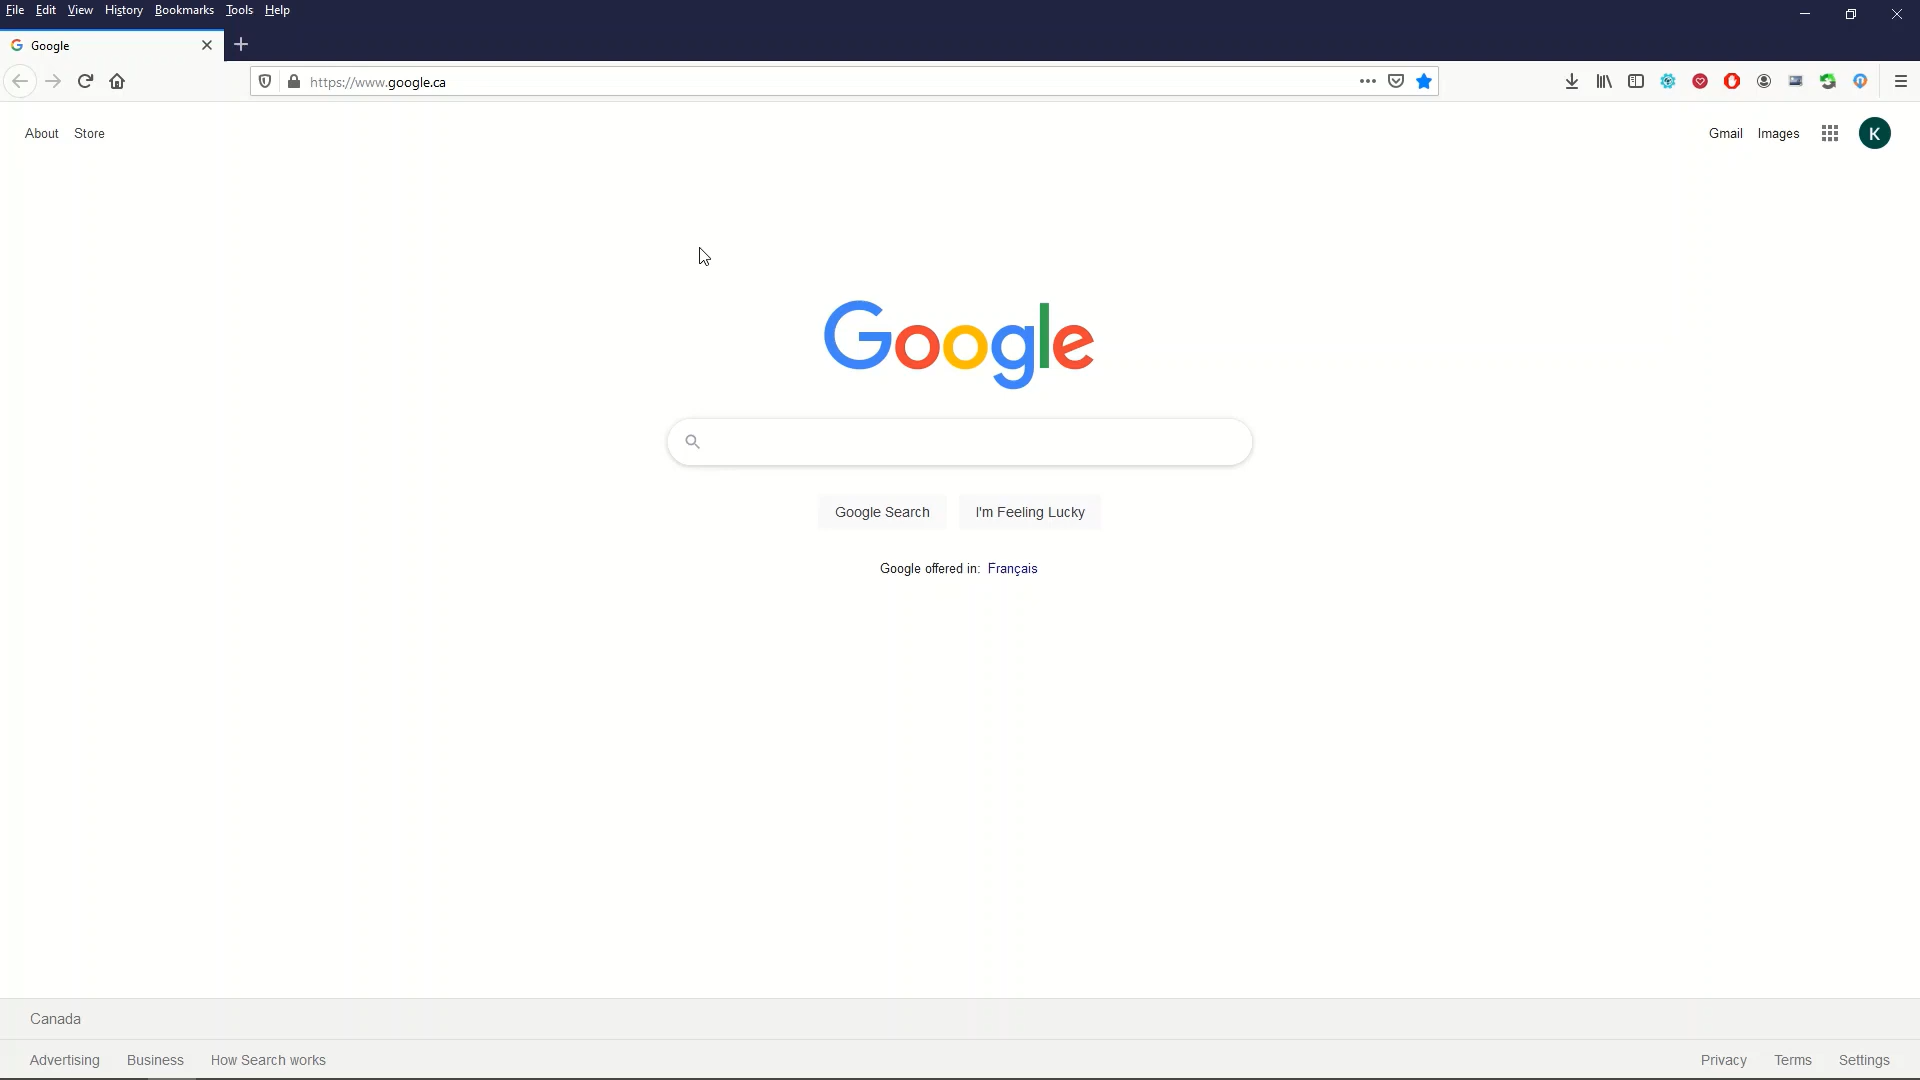 File Edit View History Bookmarks Tools Help
Google
https://www.google.ca
About Store
Gmail Images
K
Google
Google Search I'm Feeling Lucky
Google offered in: Français
Canada
Advertising Business How Search works
Privacy Terms Settings